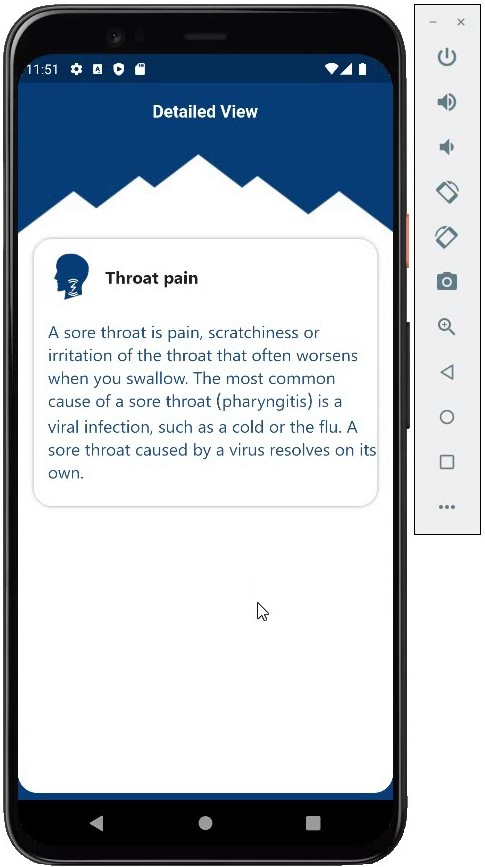 11:51
Detailed View
Throat pain
A sore throat is pain, scratchiness or
irritation of the throat that often worsens
when you swallow. The most common
cause of a sore throat (pharyngitis) is a
viral infection, such as a cold or the flu. A
sore throat caused by a virus resolves on its
own.